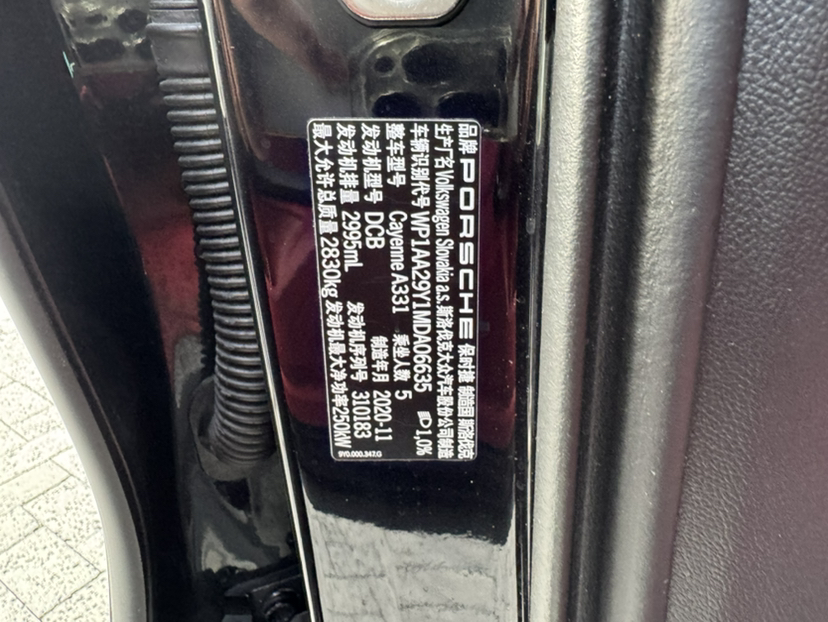 品牌 PORSCHE 保时捷 制造国 斯洛伐克
生产厂名 Volkswagen Slovakia a.s.斯洛伐克大众汽车股份公司制造
车辆识别代号 WP1AA29Y1MDA06635 1,0%
整车型号 Cayenne A331 乘坐人数 5
发动机型号 DCB 制造年月 2020-11
发动机排量 2995mL 发动机序列号 310183
最大允许总质量 2830kg 发动机最大净功率250kW
9Y0.000.347.G